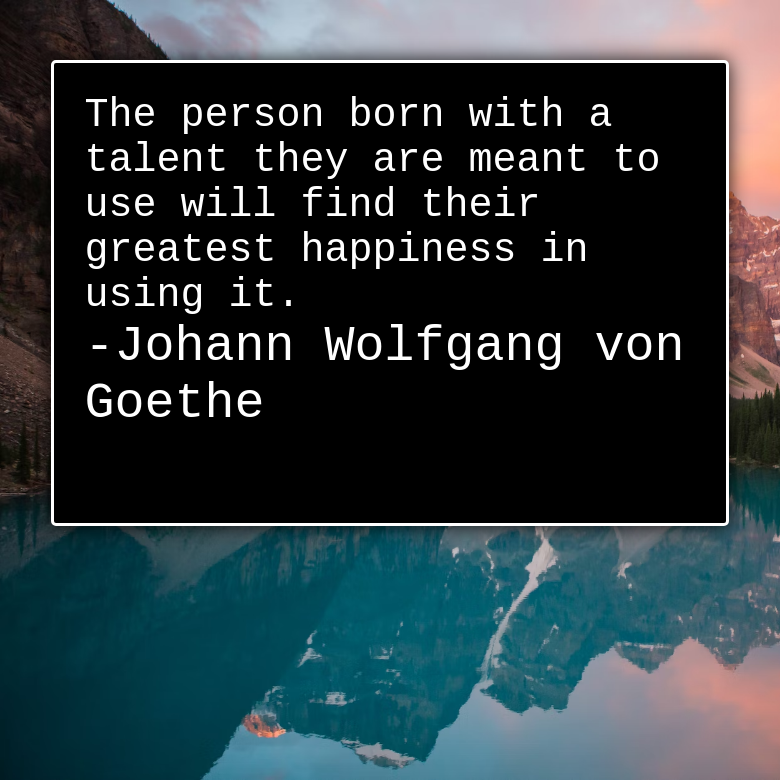 The person born with a
talent they are meant to
use will find their
greatest happiness in
using it.
-Johann Wolfgang von
Goethe